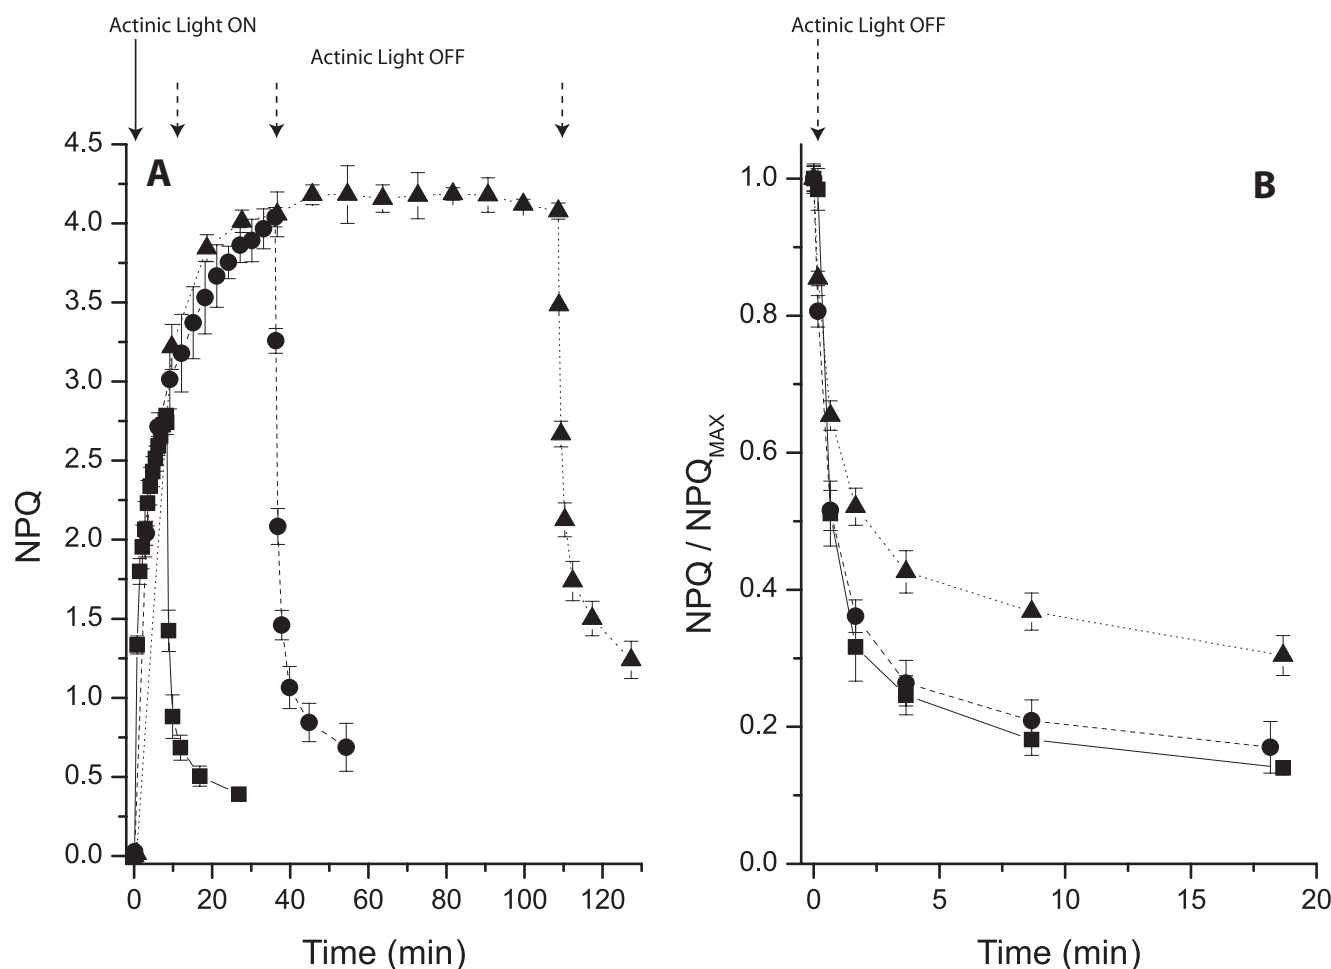 Actinic Light ON
Actinic Light OFF
A
NPQ
4.5
4.0
3.5
3.0
2.5
2.0
1.5
1.0
0.5
0.0
0 20 40 60 80 100 120
Time (min)
Actinic Light OFF
B
NPQ / NPQMAX
1.0
0.8
0.6
0.4
0.2
0.0
0 5 10 15 20
Time (min)